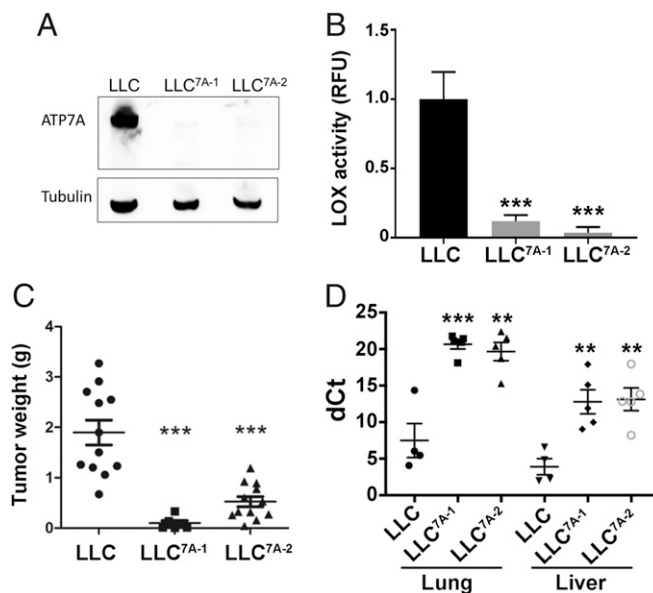 A
LLC LLC7A-1 LLC7A-2
ATP7A
Tubulin
B
LOX activity (RFU)
1.0
0.5
0
***
***
LLC LLC7A-1 LLC7A-2
C
Tumor weight (g)
4
3
2
1
0
***
***
LLC LLC7A-1 LLC7A-2
D
dCt
25
20
15
10
5
0
*** **
** **
LLC LLC7A-1 LLC7A-2 LLC LLC7A-1 LLC7A-2
Lung Liver